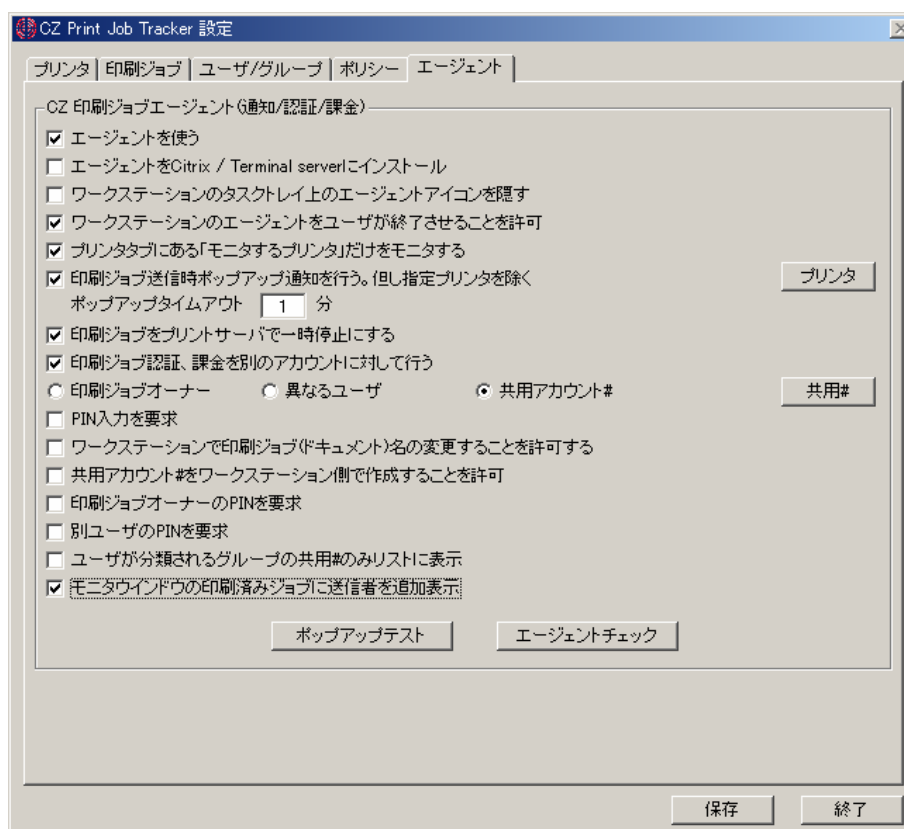 CZ Print Job Tracker 設定
プリンタ 印刷ジョブ ユーザ/グループ ポリシー エージェント
CZ 印刷ジョブエージェント(通知/認証/課金)
エージェントを使う
エージェントをCitrix / Terminal serverにインストール
ワークステーションのタスクトレイ上のエージェントアイコンを隠す
ワークステーションのエージェントをユーザが終了させることを許可
プリンタタブにある「モニタするプリンタ」だけをモニタする
印刷ジョブ送信時ポップアップ通知を行う。但し指定プリンタを除く プリンタ
ポップアップタイムアウト 1 分
印刷ジョブをプリントサーバで一時停止にする
印刷ジョブ認証、課金を別のアカウントに対して行う
印刷ジョブオーナー 異なるユーザ 共用アカウント# 共用#
PIN入力を要求
ワークステーションで印刷ジョブ(ドキュメント)名の変更することを許可する
共用アカウント#をワークステーション側で作成することを許可
印刷ジョブオーナーのPINを要求
別ユーザのPINを要求
ユーザが分類されるグループの共用#のみリストに表示
モニタウインドウの印刷済みジョブに送信者を追加表示
ポップアップテスト エージェントチェック
保存 終了